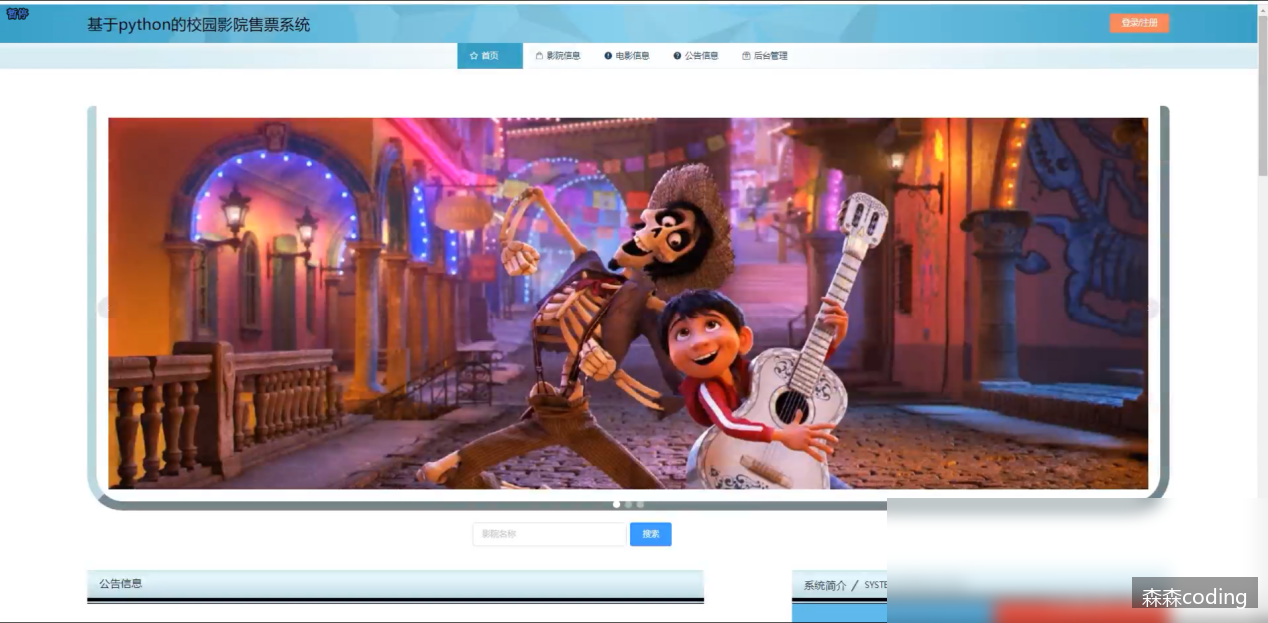 暂停
基于python的校园影院售票系统
登录/注册
首页
影院信息
电影信息
公告信息
后台管理
影院名称
搜索
公告信息
系统简介 / SYSTE
森森coding